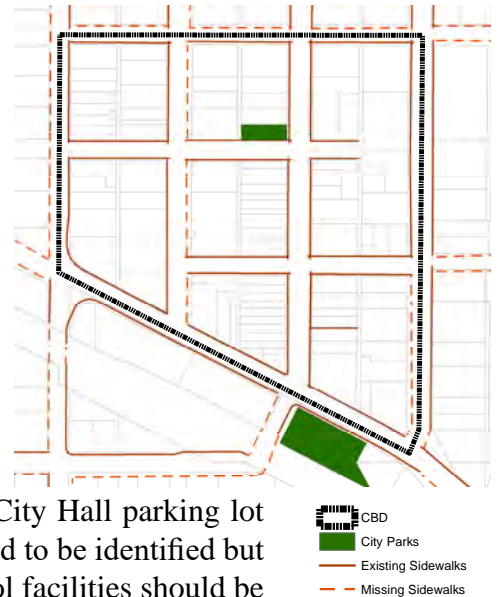 City Hall parking lot
d to be identified but
ol facilities should be
CBD
City Parks
Existing Sidewalks
Missing Sidewalks